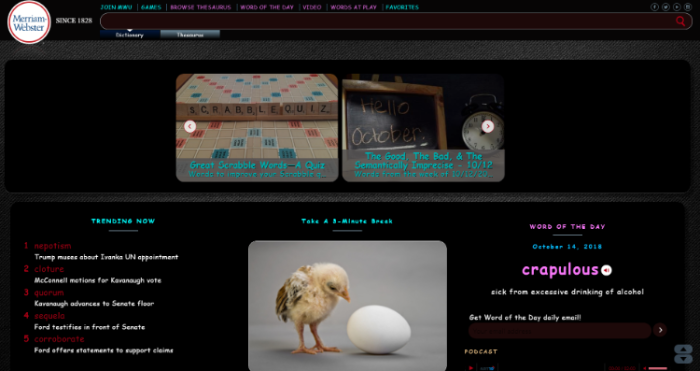 JOIN MWU | GAMES | BROWSE THESAURUS | WORD OF THE DAY | VIDEO | WORDS AT PLAY | FAVORITES
Merriam-
Webster
SINCE 1828
Dictionary
Thesaurus
SCRABBLE QUIZ
Great Scrabble Words—A Quiz
Words to improve your Scrabble
Hello
October.
The Good, The Bad, & The
Semantically Imprecise - 10/12
Words from the week of
TRENDING NOW
1 nepotism
Trump muses about Ivanka UN appointment
2 cloture
McConnell motions for Kavanaugh vote
3 quorum
Kavanaugh advances to Senate floor
4 sequela
Ford testifies in front of Senate
5 corroborate
Ford offers statements to support claims
Take A 3-Minute Break
WORD OF THE DAY
October 14, 2018
crapulous
sick from excessive drinking of alcohol
Get Word of the Day daily email!
PODCAST